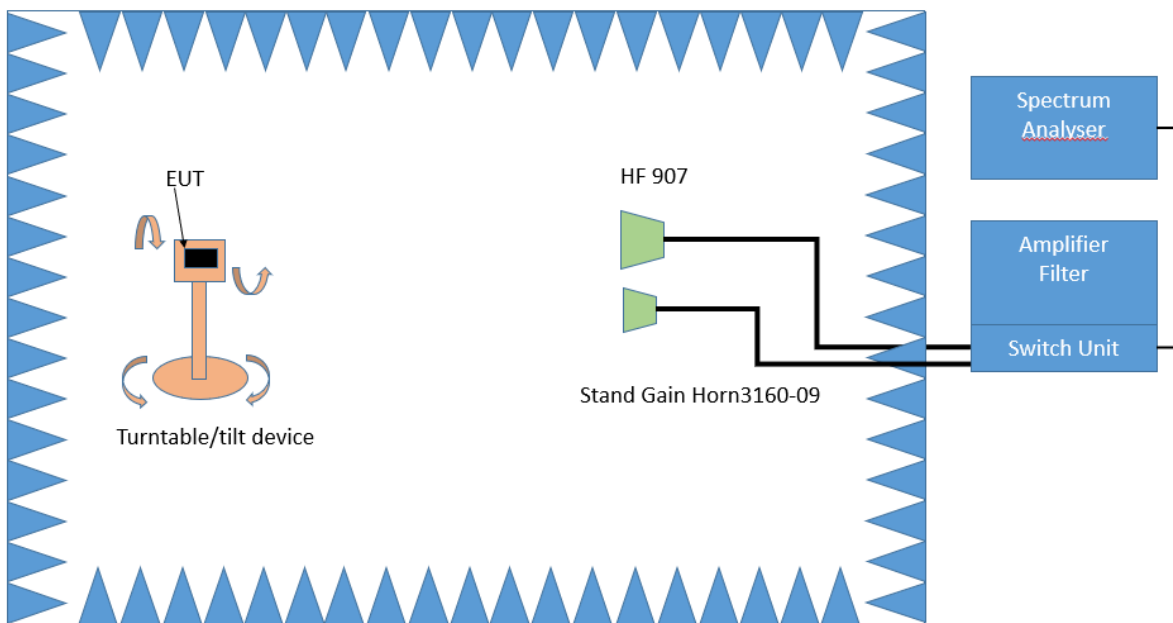 Spectrum
Analyser
EUT
HF 907
Amplifier
Filter
Switch Unit
Stand Gain Horn3160-09
Turntable/tilt device